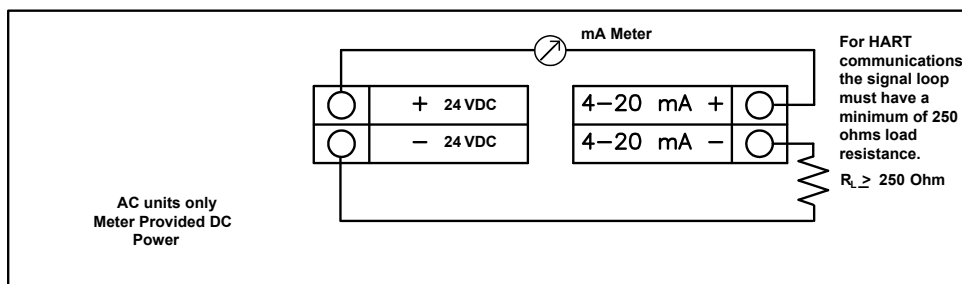 mA Meter
+ 24 VDC
- 24 VDC
4-20 mA +
4-20 mA -
For HART
communications
the signal loop
must have a
minimum of 250
ohms load
resistance.
RL ≥ 250 Ohm
AC units only
Meter Provided DC
Power